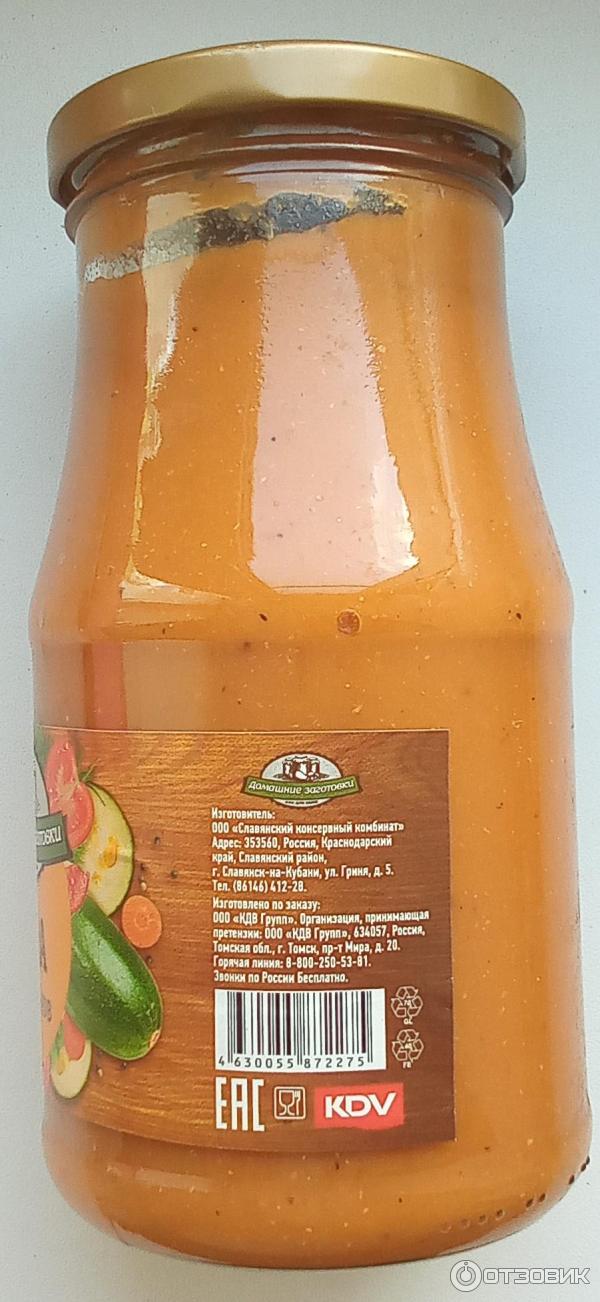 Домашние заготовки
Изготовитель:
ООО «Славянский консервный комбинат»
Адрес: 353560, Россия, Краснодарский
край, Славянский район,
г. Славянск-на-Кубани, ул. Гриня, д. 5.
Тел. (86146) 412-28.
Изготовлено по заказу:
ООО «КДВ Групп». Организация, принимающая
претензии: ООО «КДВ Групп», 634057, Россия,
Томская обл., г. Томск, пр-т Мира, д. 20.
Горячая линия: 8-800-250-53-81.
Звонки по России Бесплатно.
4 630055 872275
EAC
KDV
ОТЗОВИК